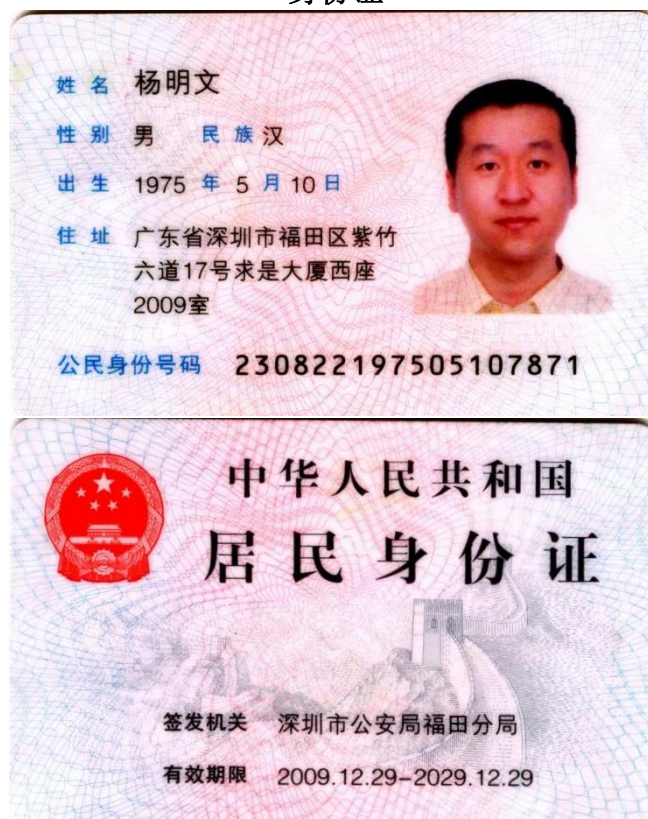 姓名 杨明文
性别 男 民族 汉
出生 1975 年 5 月 10 日
住址 广东省深圳市福田区紫竹
六道17号求是大厦西座
2009室
公民身份号码 230822197505107871
中华人民共和国
居民身份证
签发机关 深圳市公安局福田分局
有效期限 2009.12.29-2029.12.29